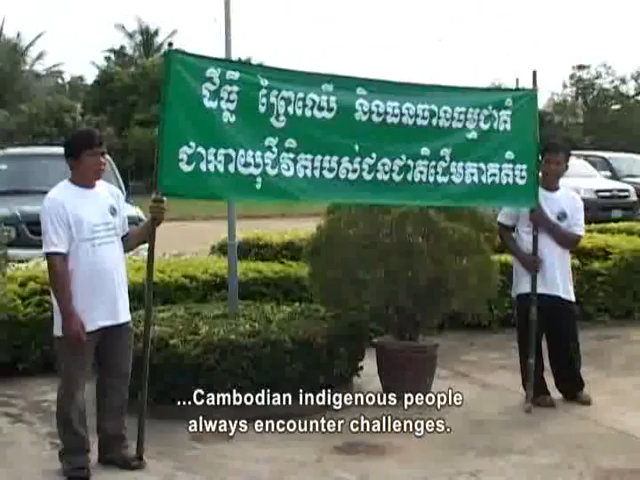 ដីធ្លី ព្រៃឈើ និងធនធានធម្មជាតិ
ជាអាយុជីវិតរបស់ជនជាតិដើមភាគតិច
...Cambodian indigenous people
always encounter challenges.